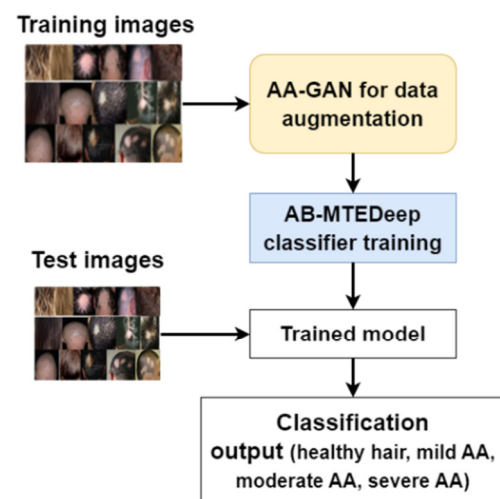 Training images
AA-GAN for data
augmentation
AB-MTEDeep
classifier training
Test images
Trained model
Classification
output (healthy hair, mild AA,
moderate AA, severe AA)